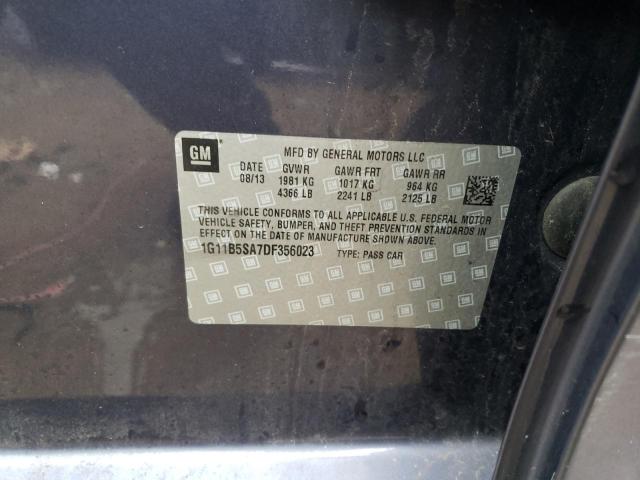 GM
MFD BY GENERAL MOTORS LLC
DATE GVWR GAWR FRT GAWR RR
08/13 1981 KG 1017 KG 964 KG
4366 LB 2241 LB 2125 LB
THIS VEHICLE CONFORMS TO ALL APPLICABLE U.S. FEDERAL MOTOR
VEHICLE SAFETY, BUMPER, AND THEFT PREVENTION STANDARDS IN
EFFECT ON THE DATE OF MANUFACTURE SHOWN ABOVE.
1G11B5SA7DF356023 TYPE: PASS CAR